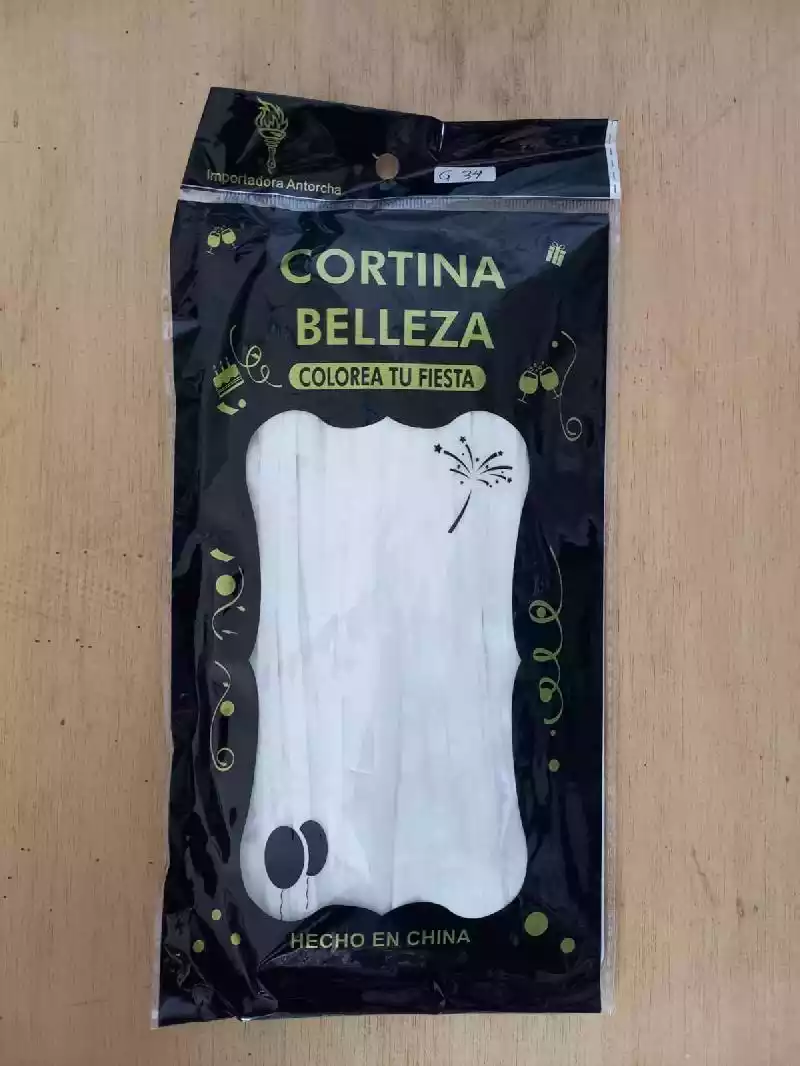 Importadora Antorcha
G 34
CORTINA
BELLEZA
COLOREA TU FIESTA
HECHO EN CHINA